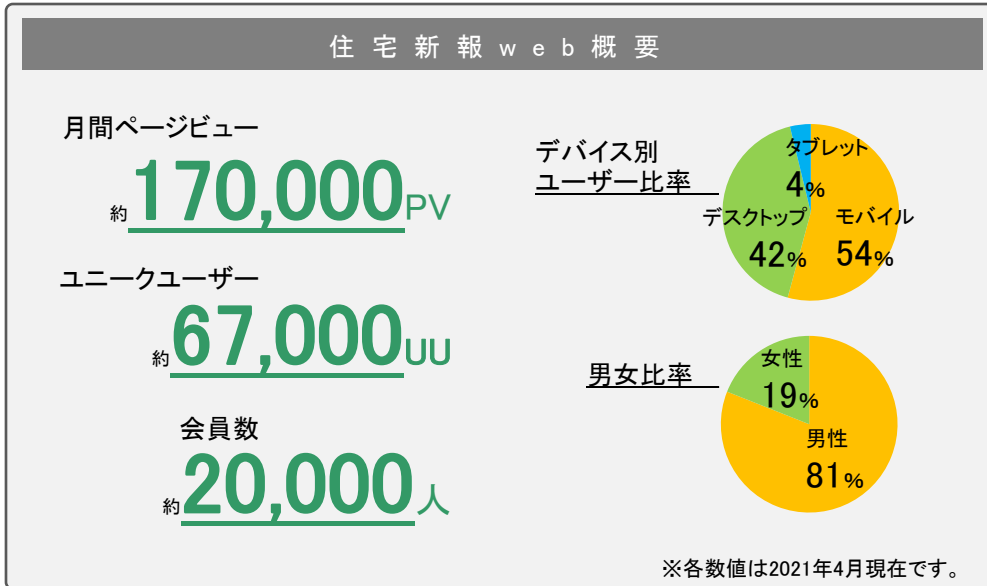 住宅新報web概要
月間ページビュー
約170,000PV
ユニークユーザー
約67,000UU
会員数
約20,000人
デバイス別
ユーザー比率
タブレット
4%
デスクトップ
42%
モバイル
54%
男女比率
女性
19%
男性
81%
※各数値は2021年4月現在です。